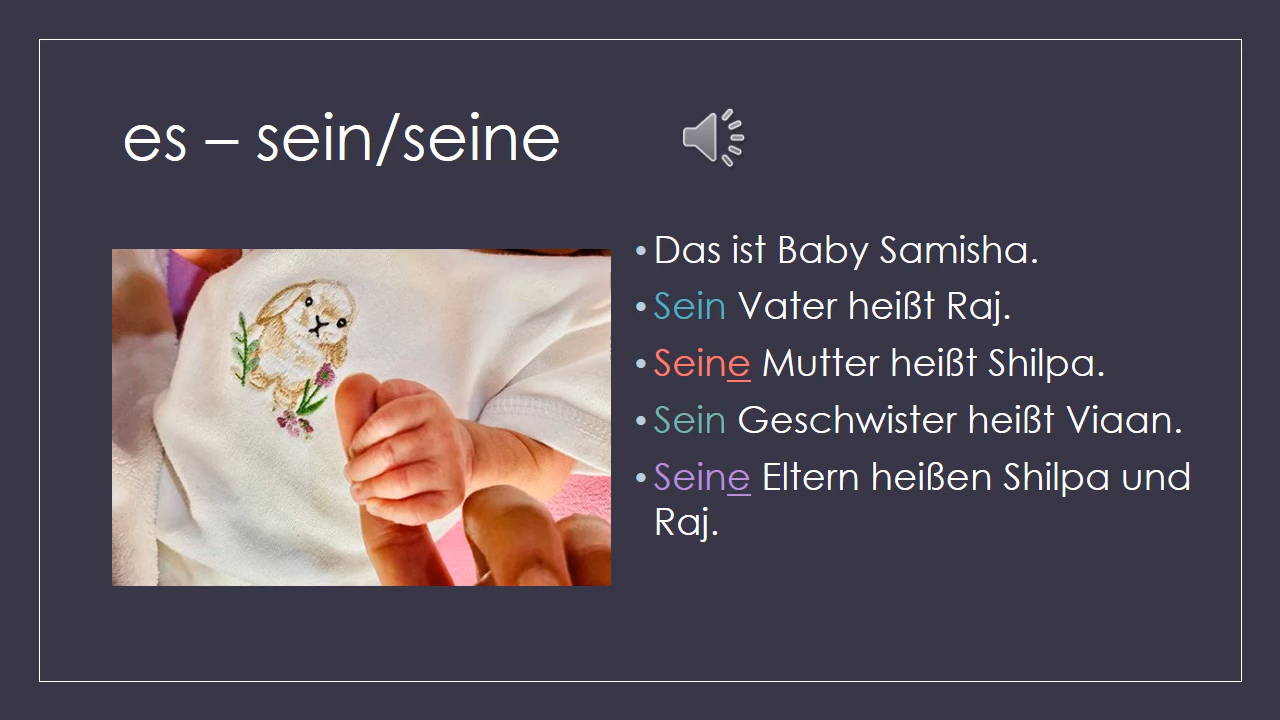 es – sein/seine
• Das ist Baby Samisha.
• Sein Vater heißt Raj.
• Seine Mutter heißt Shilpa.
• Sein Geschwister heißt Viaan.
• Seine Eltern heißen Shilpa und
Raj.